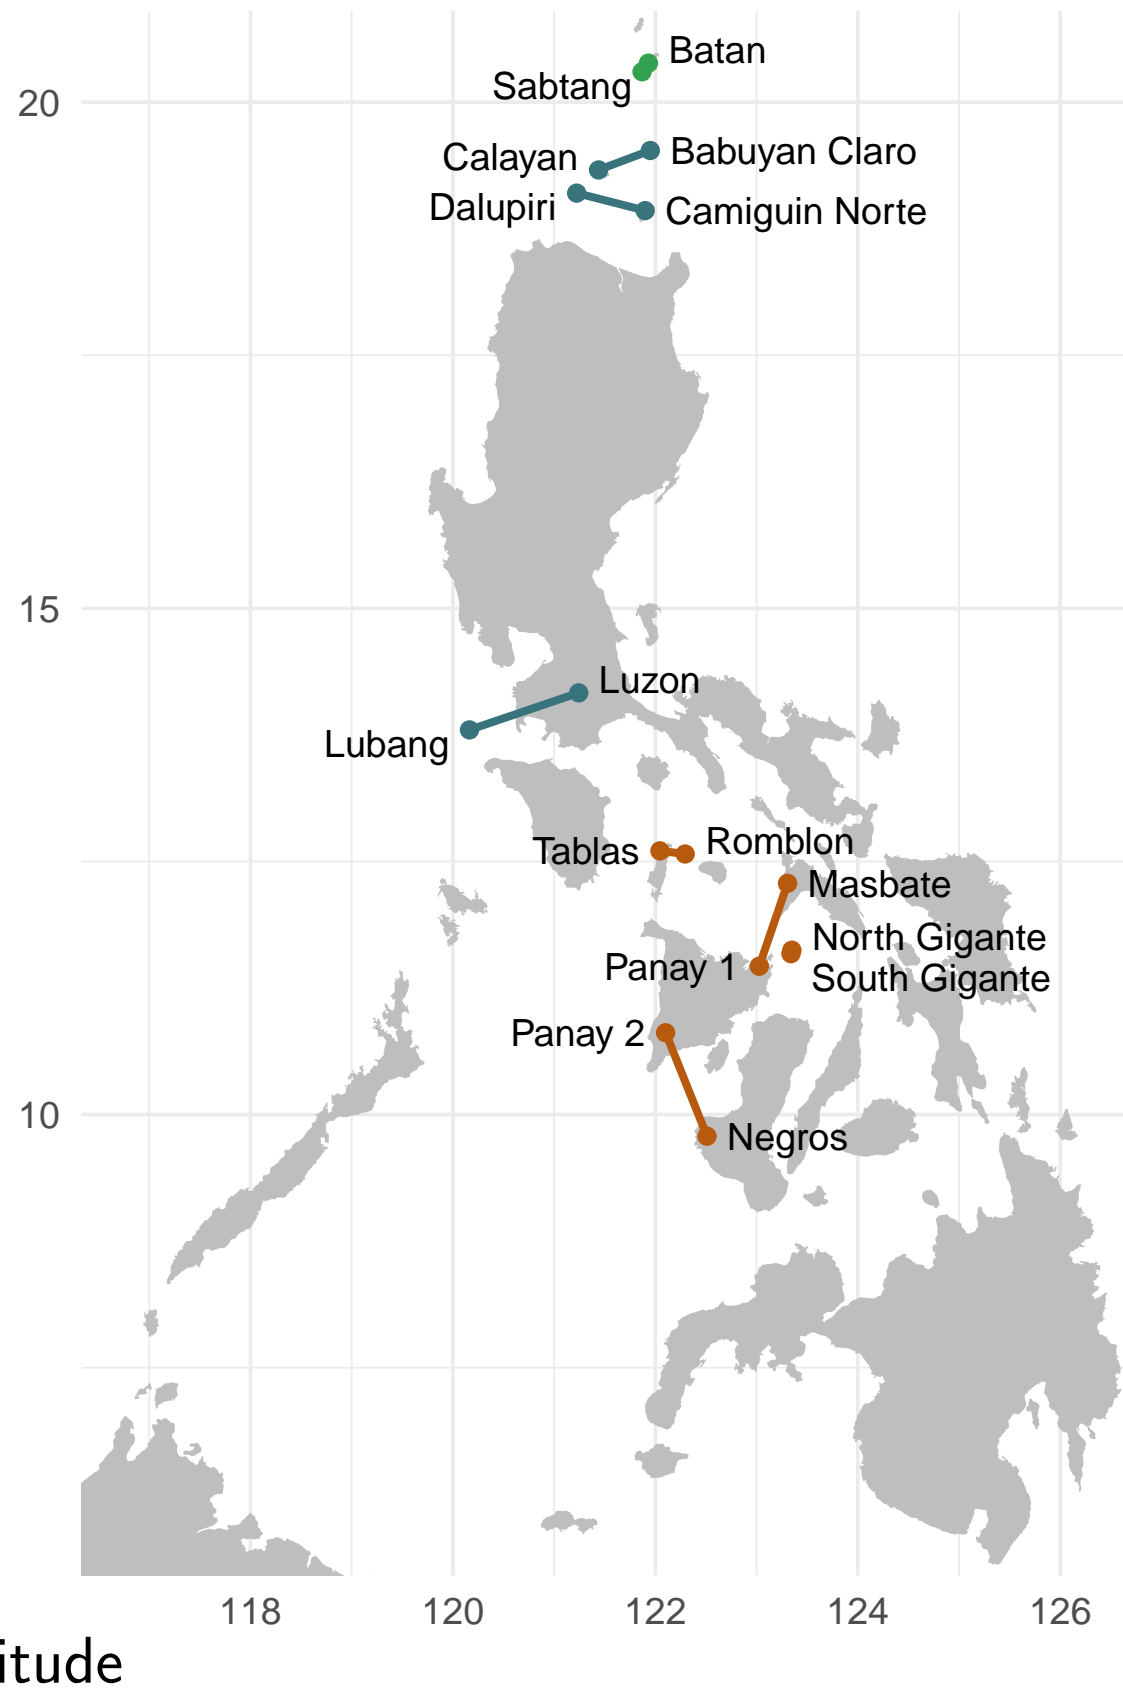 Batan
Sabtang
20
Calayan
Babuyan Claro
Dalupiri
Camiguin Norte
15
Luzon
Lubang
Tablas
Romblon
Masbate
North Gigante
Panay 1
South Gigante
Panay 2
10
Negros
118 120 122 124 126
itude